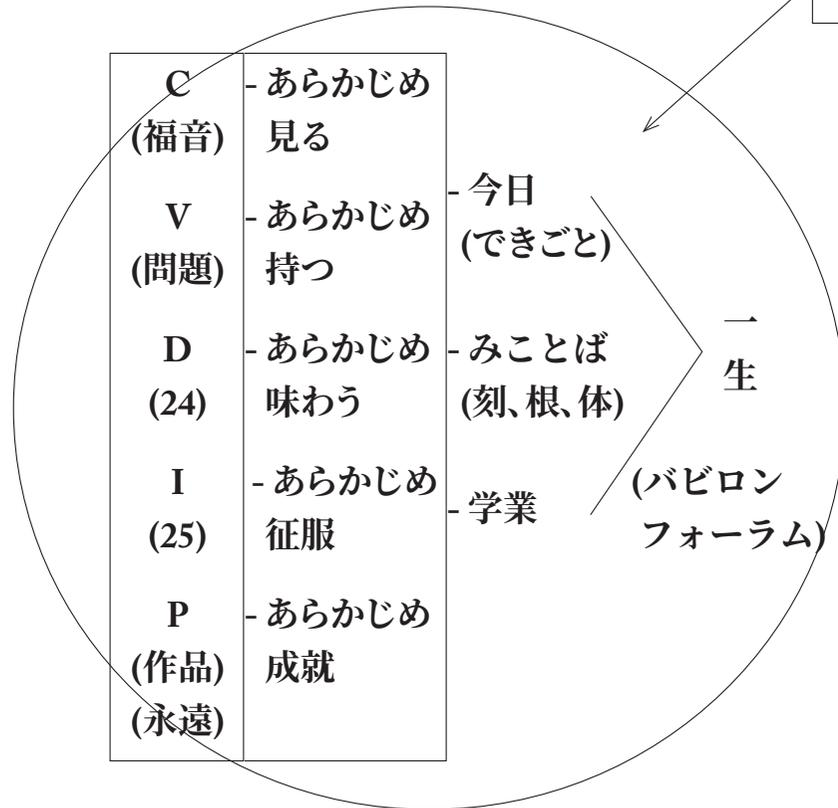 C
(福音)
- あらかじめ
見る
V
(問題)
- あらかじめ
持つ
D
(24)
- あらかじめ
味わう
I
(25)
- あらかじめ
征服
P
(作品)
(永遠)
- あらかじめ
成就
- 今日
(できごと)
- みことば
(刻、根、体)
- 学業
一
生
(バビロン
フォーラム)